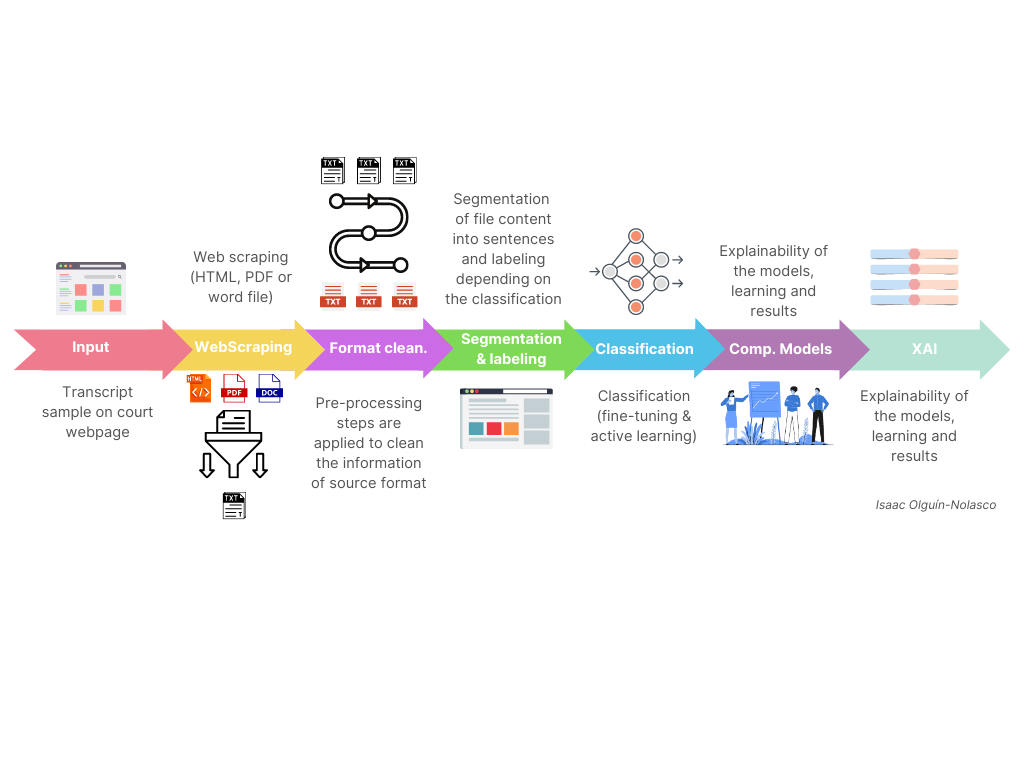 TXT TXT TXT
T T T
TXT TXT TXT
Web scraping
(HTML, PDF or
word file)
Segmentation
of file content
into sentences
and labeling
depending on
the classification
Explainability of
the models,
learning and
results
Input
WebScraping
Format clean.
Segmentation
& labeling
Classification
Comp. Models
XAI
Transcript
sample on court
webpage
HTML PDF DOC
TXT
T
Pre-processing
steps are
applied to clean
the information
of source format
Classification
(fine-tuning &
active learning)
Explainability of
the models,
learning and
results
Isaac Olguín-Nolasco